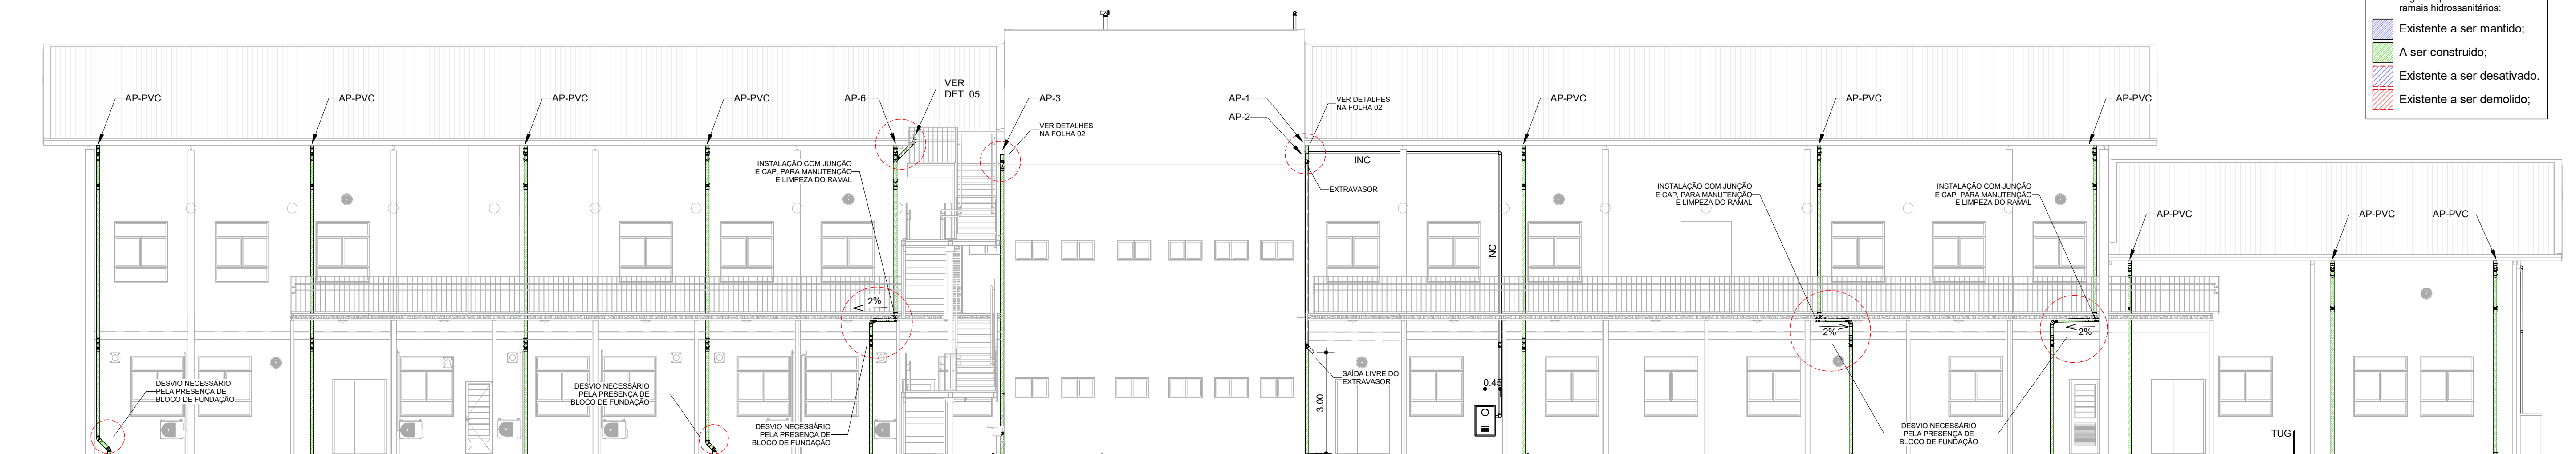 ramais hidrossanitários:
Existente a ser mantido;
A ser construido;
Existente a ser desativado.
Existente a ser demolido;
AP-PVC
AP-PVC
AP-PVC
AP-PVC
AP-6
VER
DET. 05
AP-3
VER DETALHES
NA FOLHA 02
AP-1
AP-2
VER DETALHES
NA FOLHA 02
AP-PVC
AP-PVC
AP-PVC
INC
EXTRAVASOR
INSTALAÇÃO COM JUNÇÃO
E CAP, PARA MANUTENÇÃO
E LIMPEZA DO RAMAL
INSTALAÇÃO COM JUNÇÃO
E CAP, PARA MANUTENÇÃO
E LIMPEZA DO RAMAL
INSTALAÇÃO COM JUNÇÃO
E CAP, PARA MANUTENÇÃO
E LIMPEZA DO RAMAL
AP-PVC
AP-PVC
AP-PVC
INC
2%
2%
2%
DESVIO NECESSÁRIO
PELA PRESENÇA DE
BLOCO DE FUNDAÇÃO
DESVIO NECESSÁRIO
PELA PRESENÇA DE
BLOCO DE FUNDAÇÃO
DESVIO NECESSÁRIO
PELA PRESENÇA DE
BLOCO DE FUNDAÇÃO
SAÍDA LIVRE DO
EXTRAVASOR
3.00
0.45
DESVIO NECESSÁRIO
PELA PRESENÇA DE
BLOCO DE FUNDAÇÃO
TUG